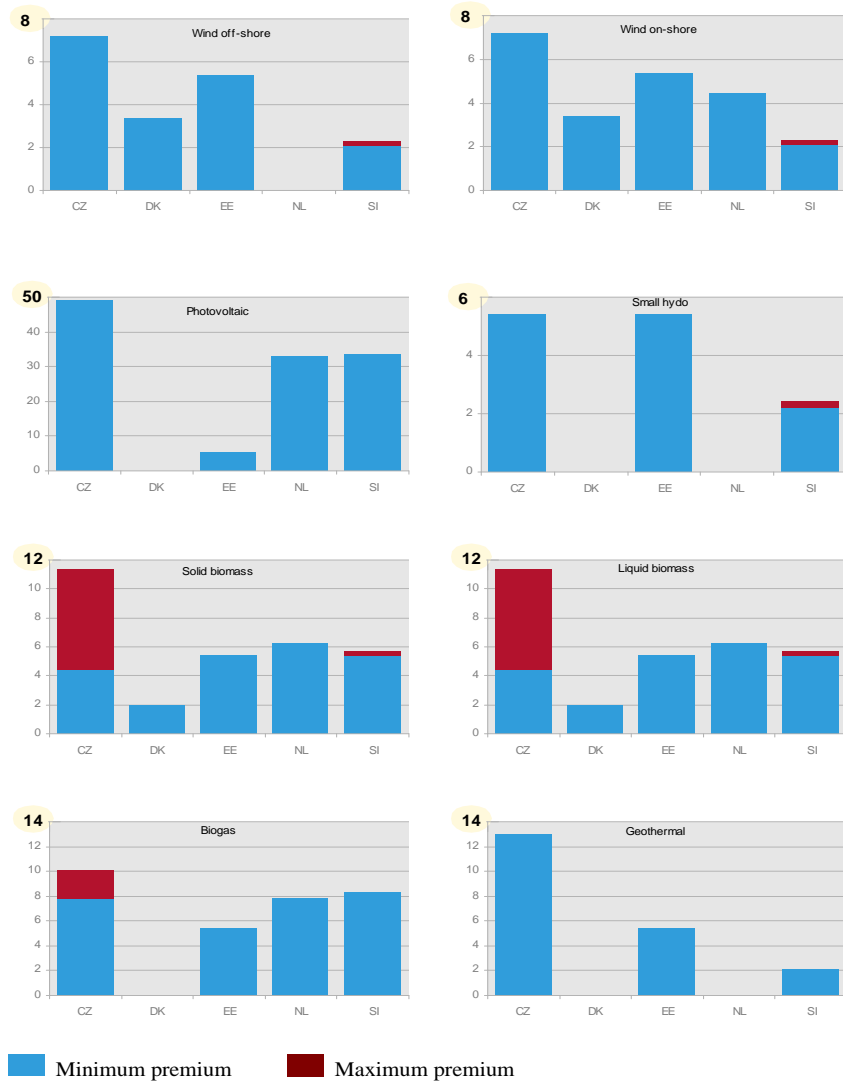 8
Wind off-shore
6
4
2
0
CZ DK EE NL SI
8
Wind on-shore
6
4
2
0
CZ DK EE NL SI
50
Photovoltaic
40
30
20
10
0
CZ DK EE NL SI
6
Small hydo
4
2
0
CZ DK EE NL SI
12
Solid biomass
10
8
6
4
2
0
CZ DK EE NL SI
12
Liquid biomass
10
8
6
4
2
0
CZ DK EE NL SI
14
Biogas
12
10
8
6
4
2
0
CZ DK EE NL SI
14
Geothermal
12
10
8
6
4
2
0
CZ DK EE NL SI
Minimum premium Maximum premium